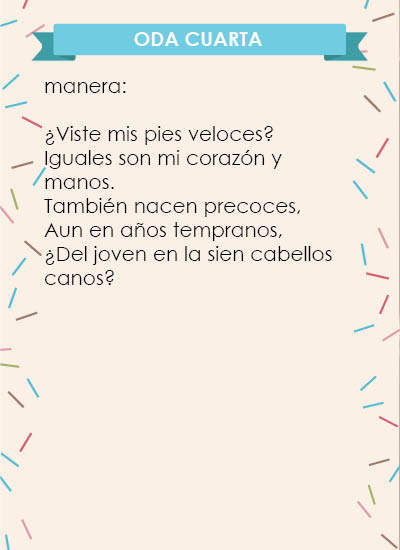 ODA CUARTA
manera:
¿Viste mis pies veloces?
Iguales son mi corazón y
manos.
También nacen precoces,
Aun en años tempranos,
¿Del joven en la sien cabellos
canos?